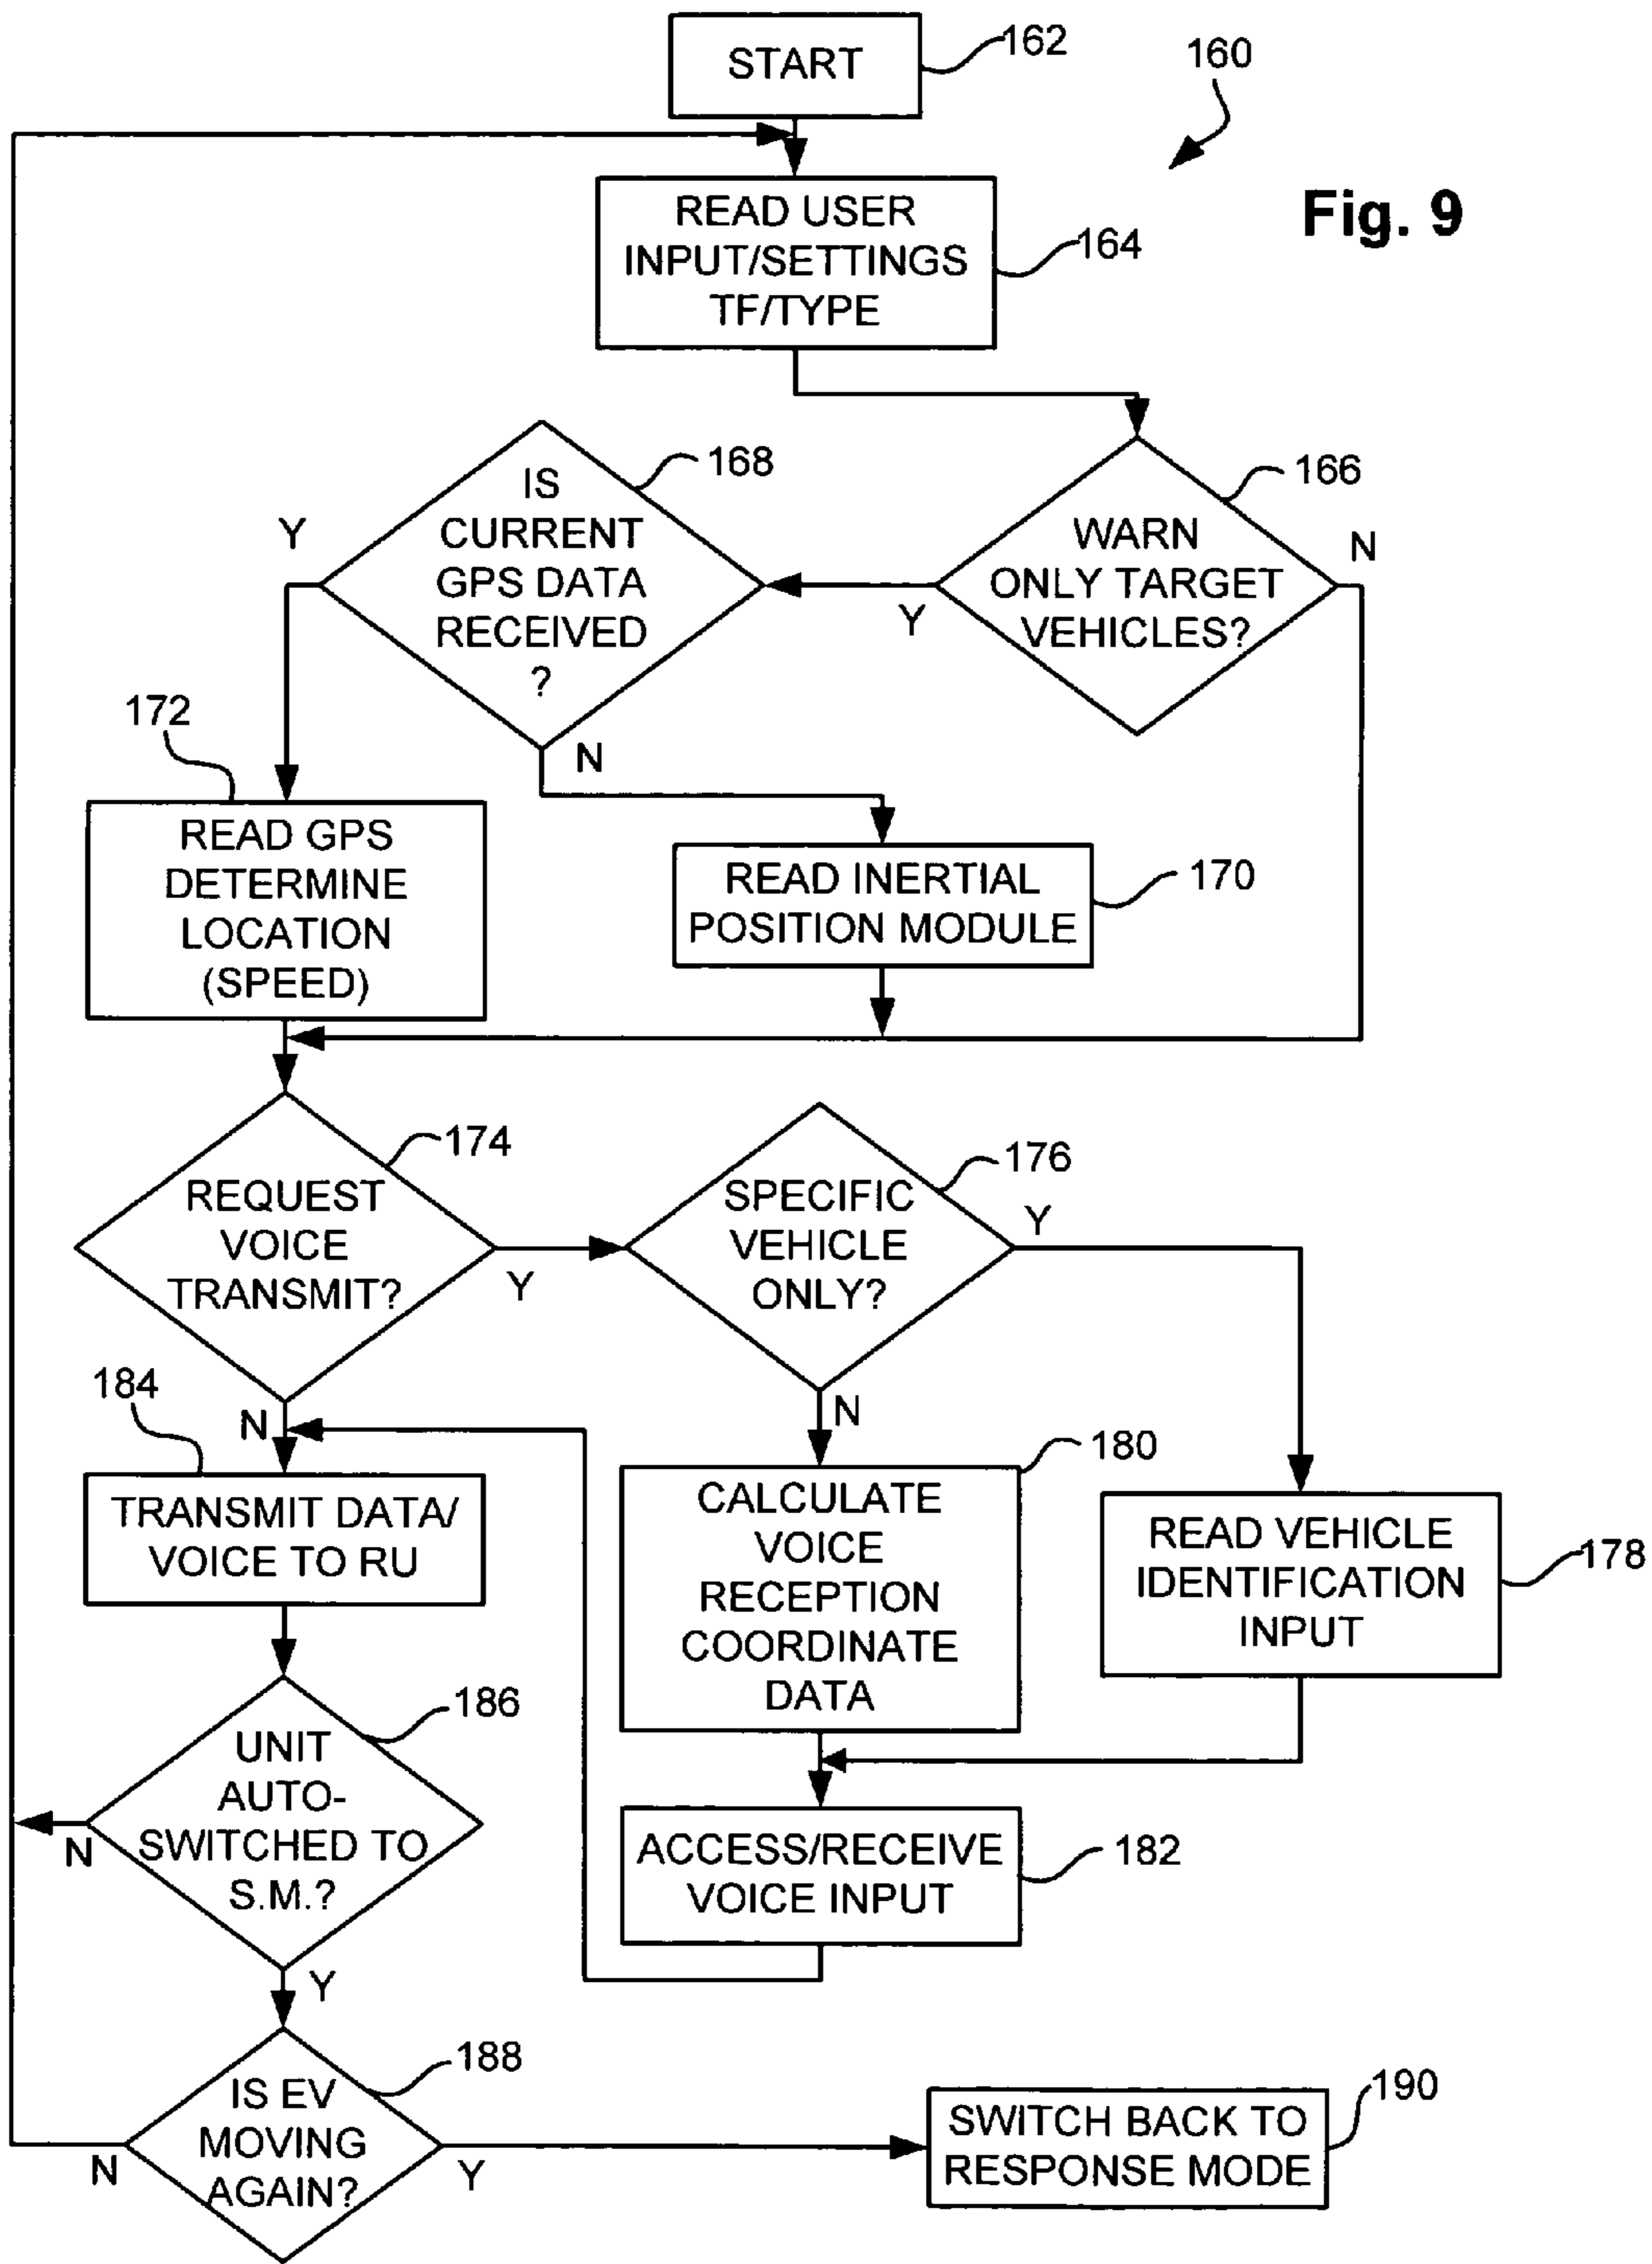 START
162
160
Fig. 9
READ USER
INPUT/SETTINGS
TF/TYPE
164
168
IS
CURRENT
GPS DATA
RECEIVED
?
Y
N
166
WARN
ONLY TARGET
VEHICLES?
N
Y
172
READ GPS
DETERMINE
LOCATION
(SPEED)
READ INERTIAL
POSITION MODULE
170
174
REQUEST
VOICE
TRANSMIT?
Y
N
176
SPECIFIC
VEHICLE
ONLY?
Y
N
184
TRANSMIT DATA/
VOICE TO RU
180
CALCULATE
VOICE
RECEPTION
COORDINATE
DATA
READ VEHICLE
IDENTIFICATION
INPUT
178
186
UNIT
AUTO-
SWITCHED TO
S.M.?
N
Y
ACCESS/RECEIVE
VOICE INPUT
182
188
IS EV
MOVING
AGAIN?
N
Y
190
SWITCH BACK TO
RESPONSE MODE